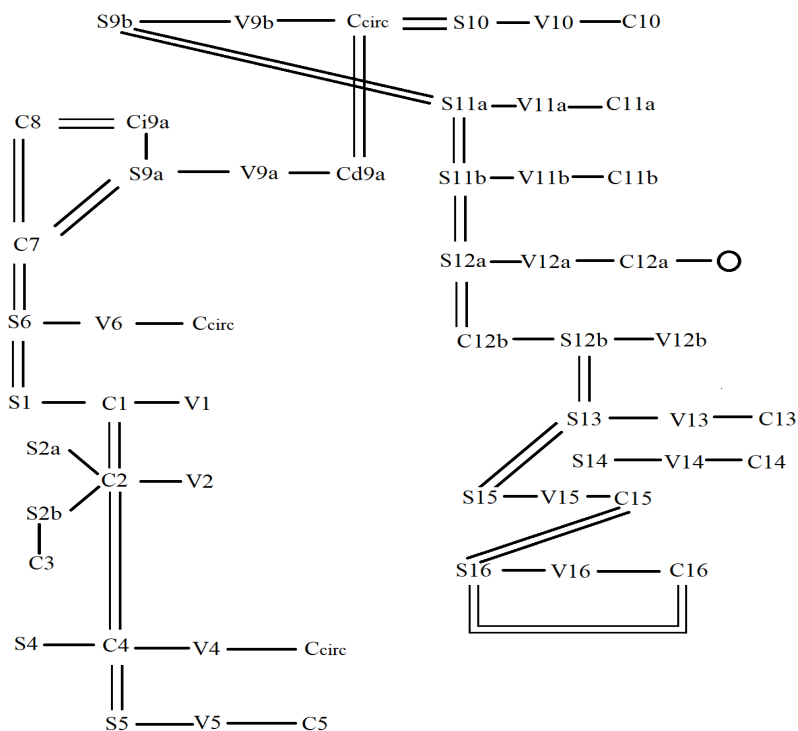 S9b V9b Ccirc S10 V10 C10
S11a V11a C11a
C8 Ci9a
S9a V9a Cd9a
S11b V11b C11b
C7
S12a V12a C12a
S6 V6 Ccirc
C12b S12b V12b
S1 C1 V1
S13 V13 C13
S2a
S14 V14 C14
C2 V2
S15 V15 C15
S2b
C3
S16 V16 C16
S4 C4 V4 Ccirc
S5 V5 C5